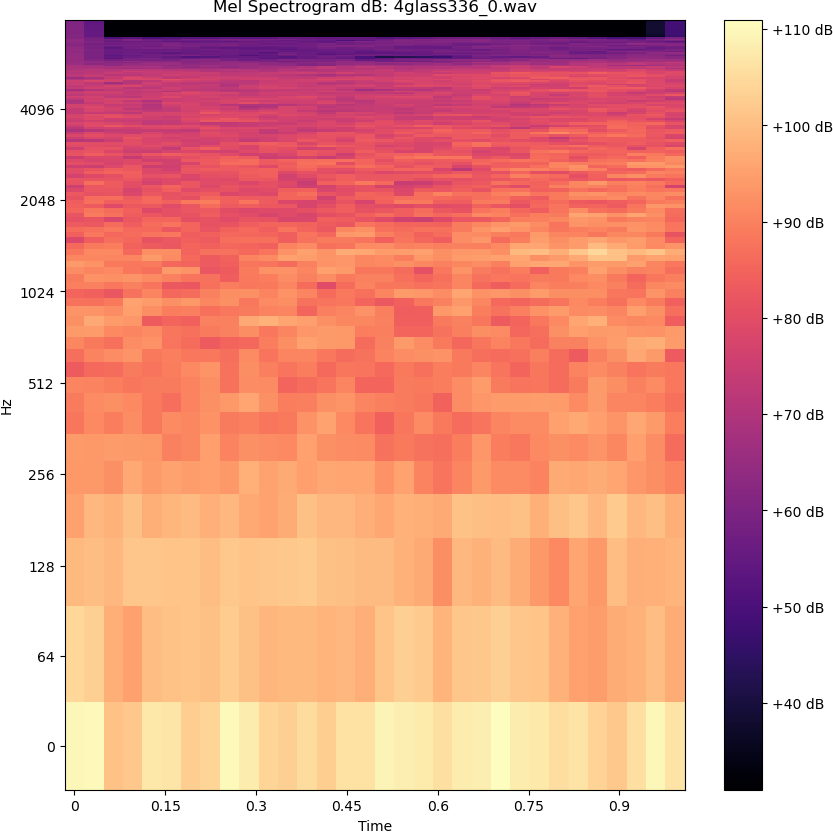 Mel Spectrogram dB: 4glass336_0.wav
+110 dB
+100 dB
+90 dB
+80 dB
+70 dB
+60 dB
+50 dB
+40 dB
4096
2048
1024
512
256
128
64
0
Hz
0
0.15
0.3
0.45
0.6
0.75
0.9
Time